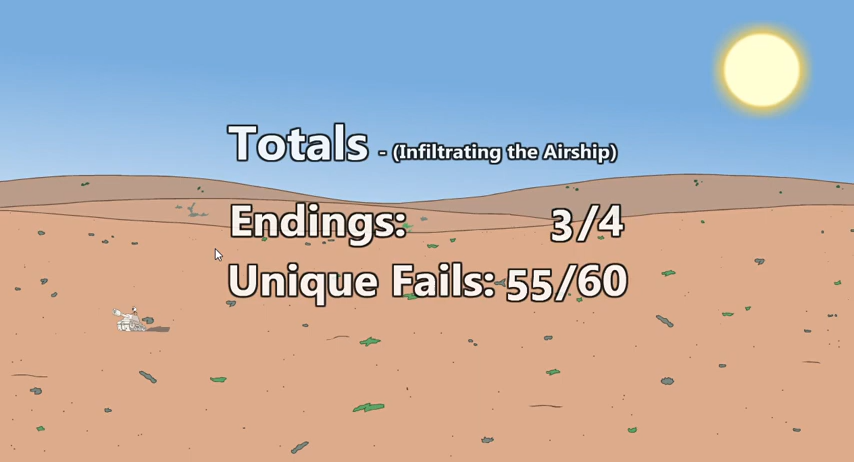 Totals - (Infiltrating the Airship)
Endings: 3/4
Unique Fails: 55/60